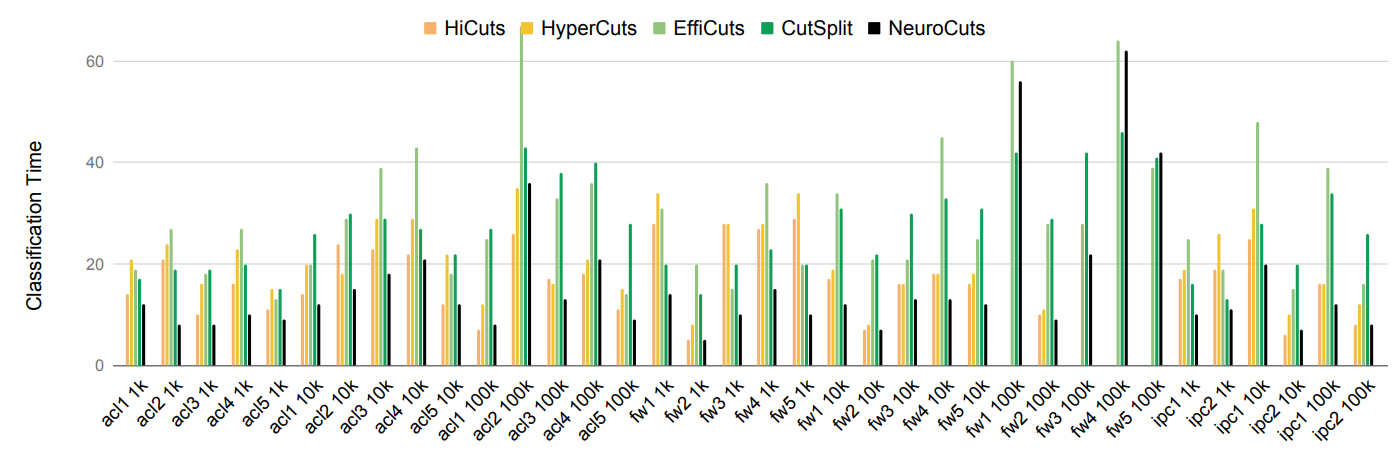 HiCuts HyperCuts EffiCuts CutSplit NeuroCuts
Classification Time
60
40
20
0
acl1 1k
acl2 1k
acl3 1k
acl4 1k
acl5 1k
acl1 10k
acl2 10k
acl3 10k
acl4 10k
acl5 10k
acl1 100k
acl2 100k
acl3 100k
acl4 100k
acl5 100k
fw1 1k
fw2 1k
fw3 1k
fw4 1k
fw5 1k
fw1 10k
fw2 10k
fw3 10k
fw4 10k
fw5 10k
fw1 100k
fw2 100k
fw3 100k
fw4 100k
fw5 100k
ipc1 1k
ipc2 1k
ipc1 10k
ipc2 10k
ipc1 100k
ipc2 100k